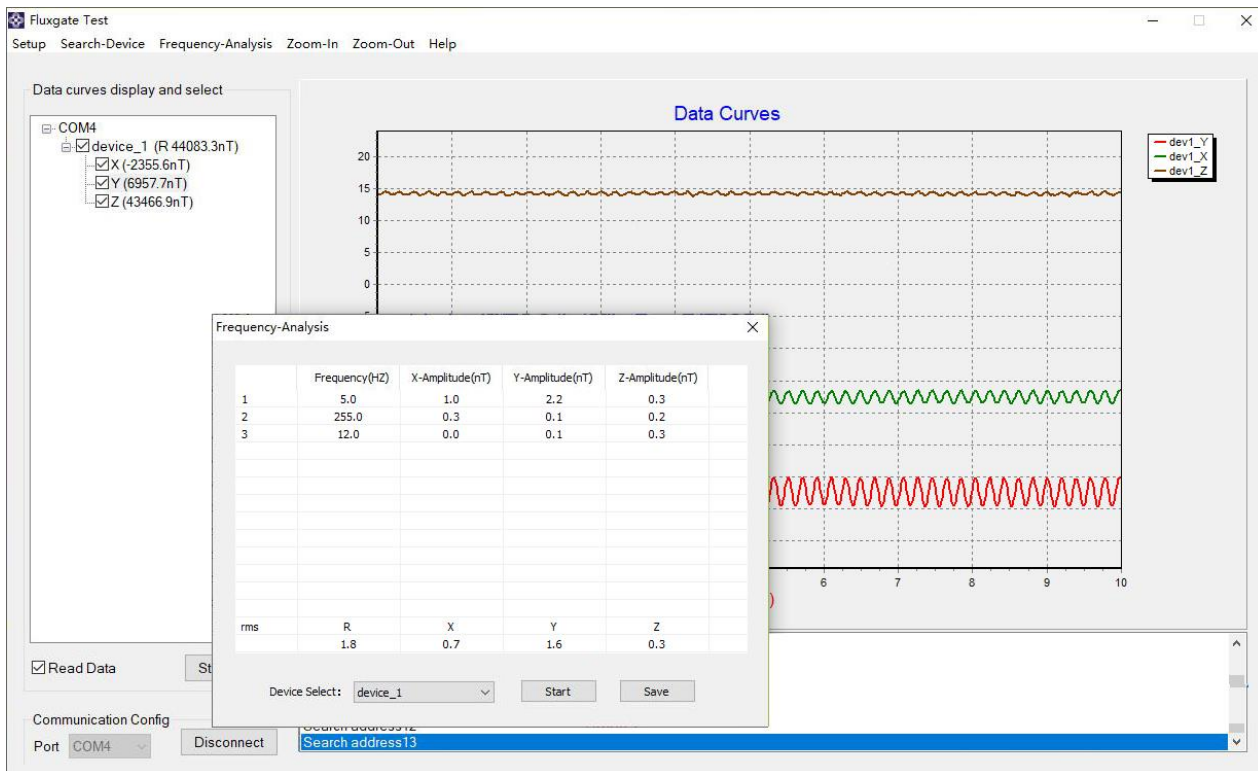 Fluxgate Test
Setup Search-Device Frequency-Analysis Zoom-In Zoom-Out Help
Data curves display and select
COM4
device_1 (R 44083.3nT)
X (-2355.6nT)
Y (6957.7nT)
Z (43466.9nT)
Data Curves
20
15
10
5
0
dev1_Y
dev1_X
dev1_Z
6 7 8 9 10
Frequency-Analysis
Frequency(HZ) X-Amplitude(nT) Y-Amplitude(nT) Z-Amplitude(nT)
1 5.0 1.0 2.2 0.3
2 255.0 0.3 0.1 0.2
3 12.0 0.0 0.1 0.3
rms R X Y Z
1.8 0.7 1.6 0.3
Device Select: device_1 Start Save
Read Data St
Communication Config
Port COM4 Disconnect
Search address12
Search address13